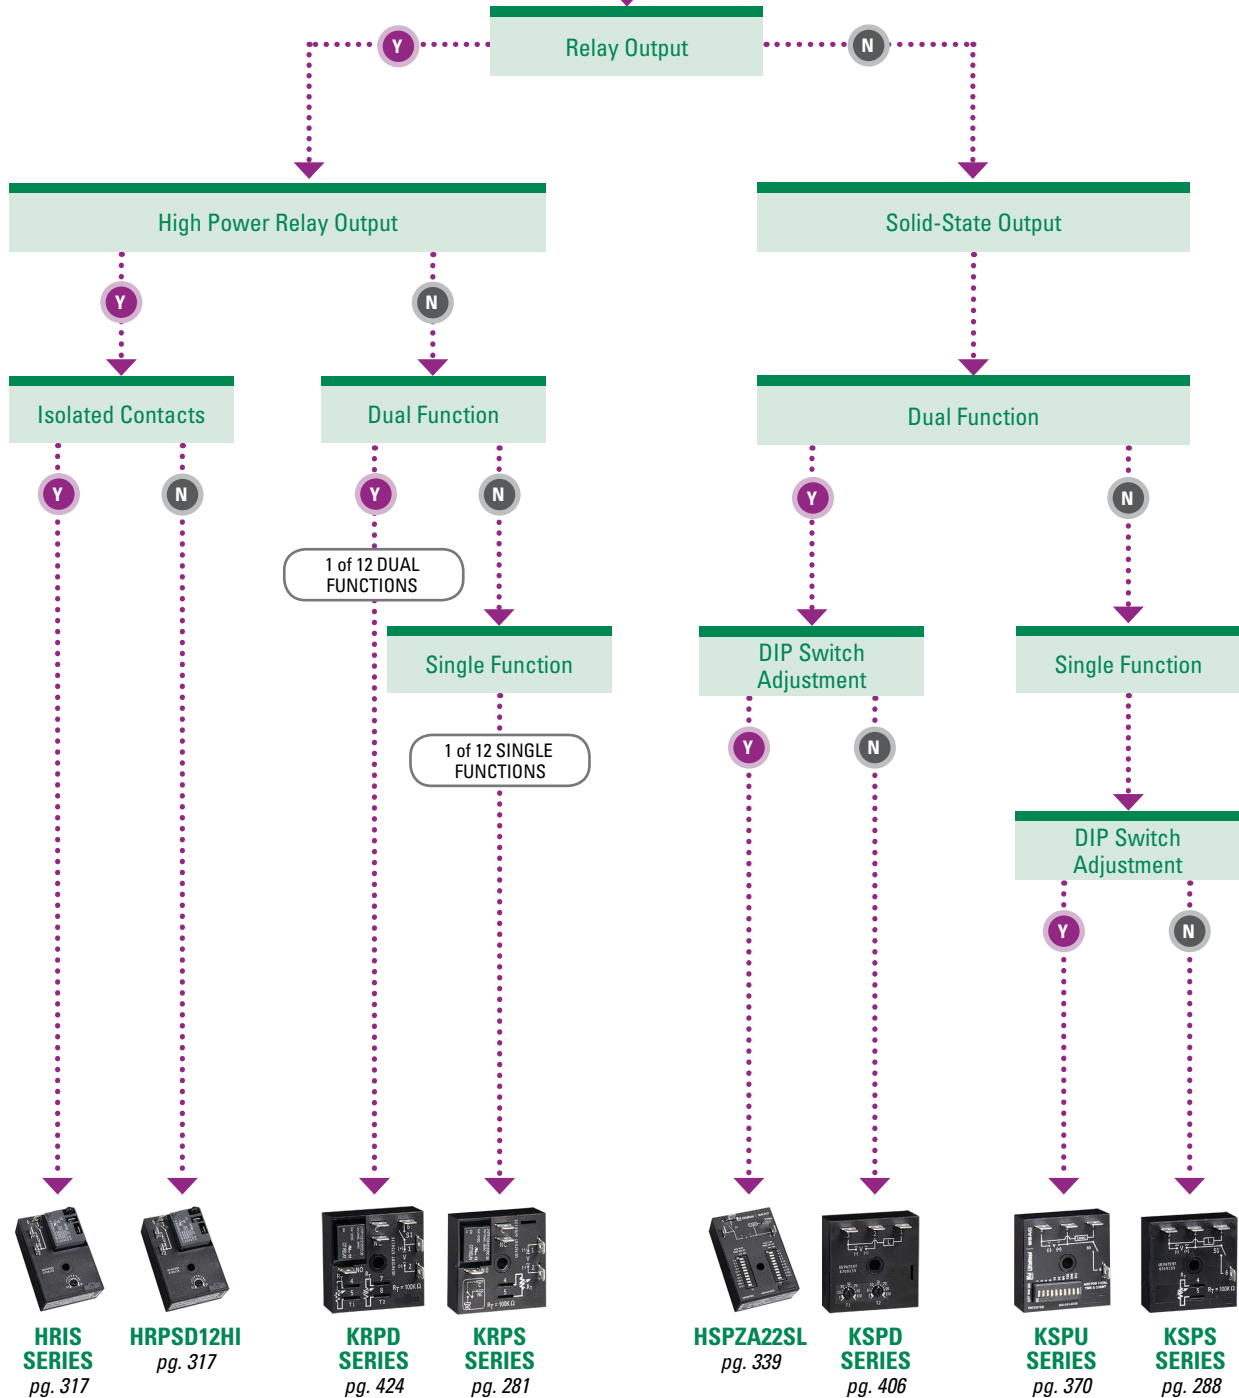 Relay Output
Y
N
High Power Relay Output
Solid-State Output
Y
N
Isolated Contacts
Dual Function
Dual Function
Y
N
Y
N
Y
N
1 of 12 DUAL
FUNCTIONS
Single Function
DIP Switch
Adjustment
Single Function
1 of 12 SINGLE
FUNCTIONS
Y
N
DIP Switch
Adjustment
Y
N
HRIS
SERIES
pg. 317
HRPSD12HI
pg. 317
KRPD
SERIES
pg. 424
KRPS
SERIES
pg. 281
HSPZA22SL
pg. 339
KSPD
SERIES
pg. 406
KSPU
SERIES
pg. 370
KSPS
SERIES
pg. 288